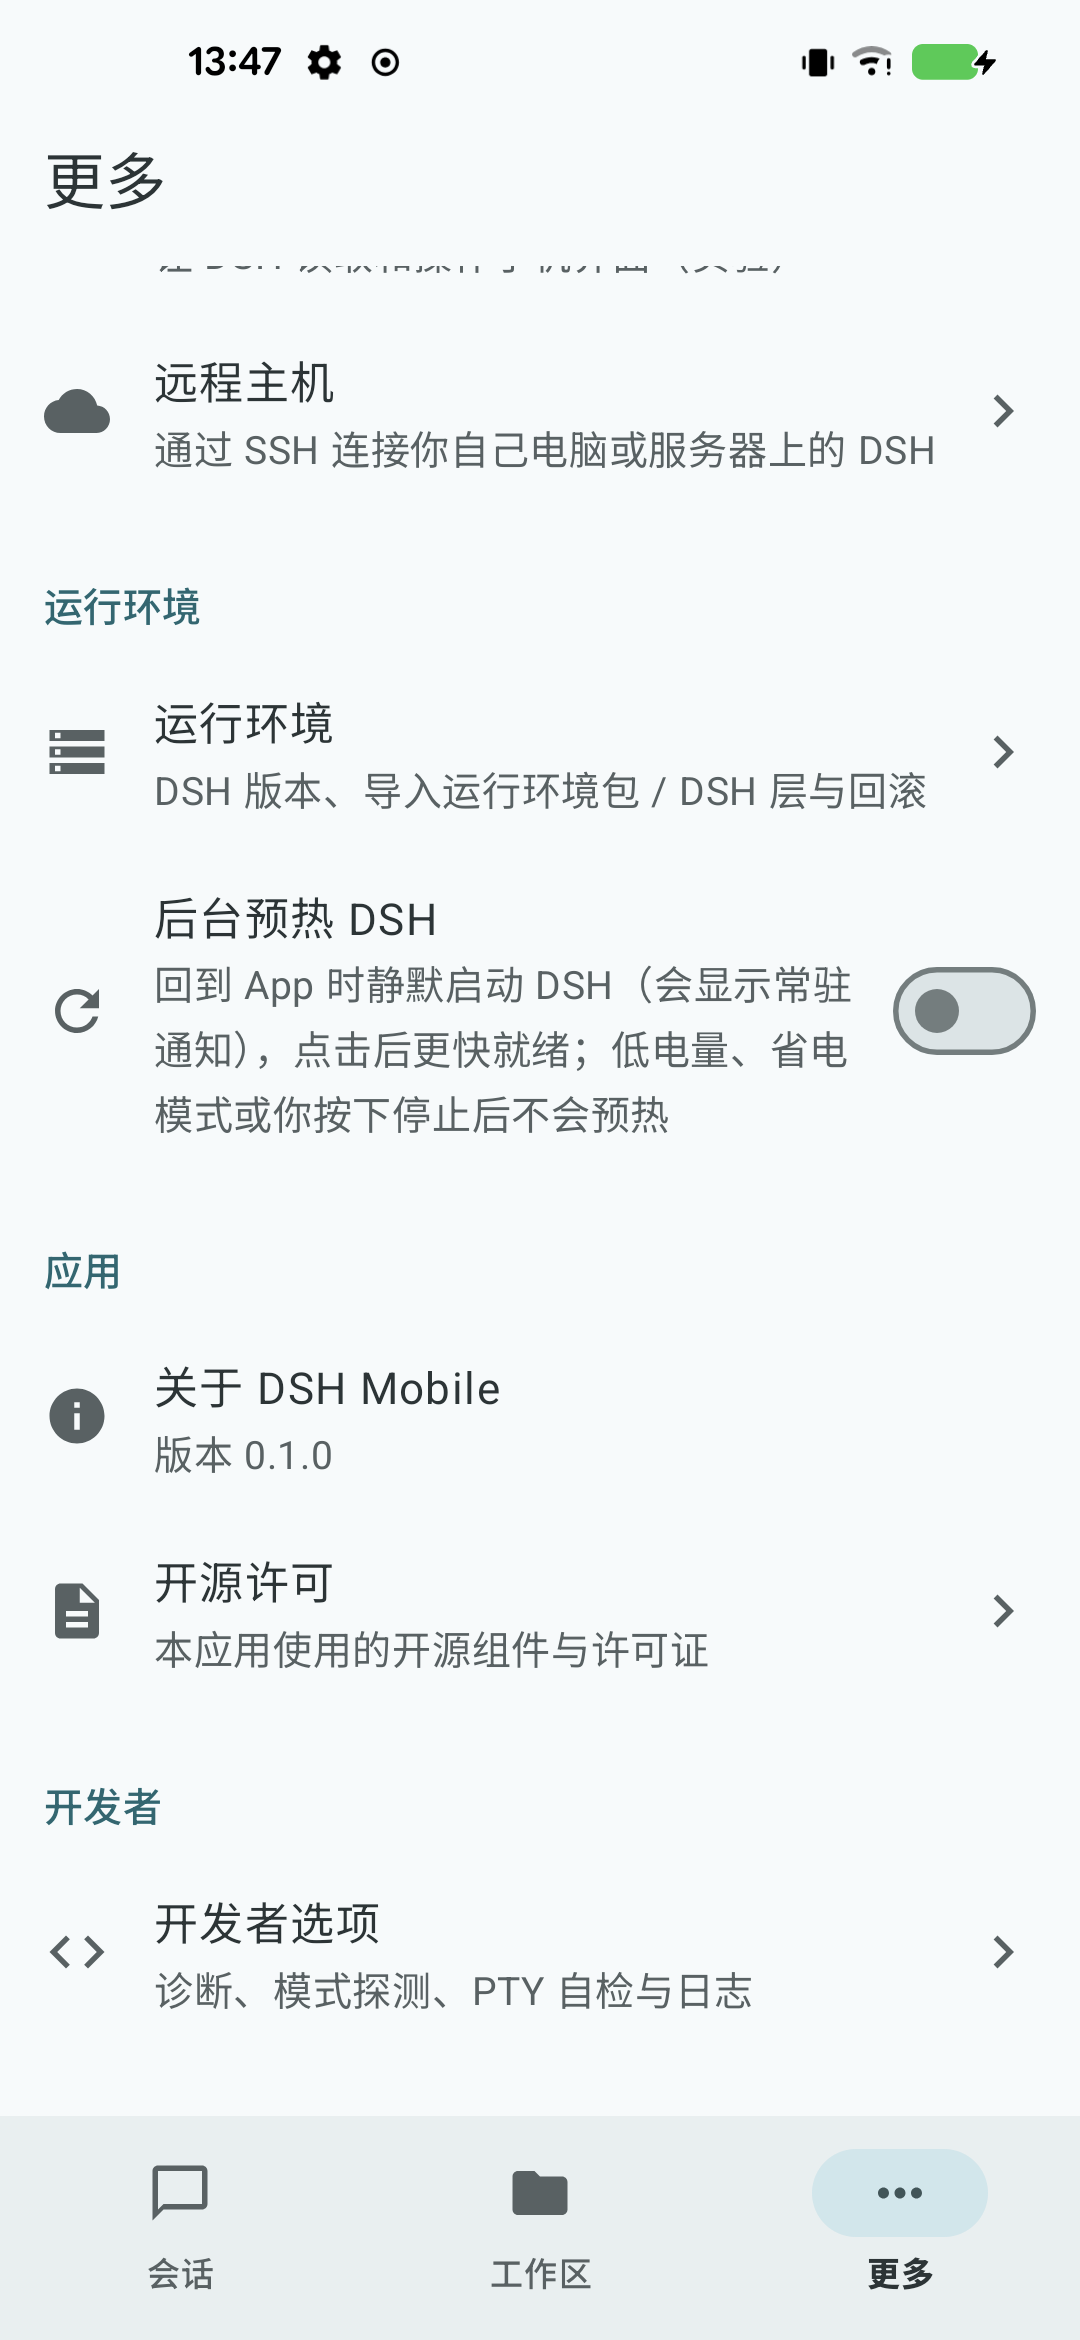 13:47
更多
远程主机
通过 SSH 连接你自己电脑或服务器上的 DSH
运行环境
运行环境
DSH 版本、导入运行环境包 / DSH 层与回滚
后台预热 DSH
回到 App 时静默启动 DSH（会显示常驻
通知），点击后更快就绪；低电量、省电
模式或你按下停止后不会预热
应用
关于 DSH Mobile
版本 0.1.0
开源许可
本应用使用的开源组件与许可证
开发者
开发者选项
诊断、模式探测、PTY 自检与日志
会话
工作区
更多